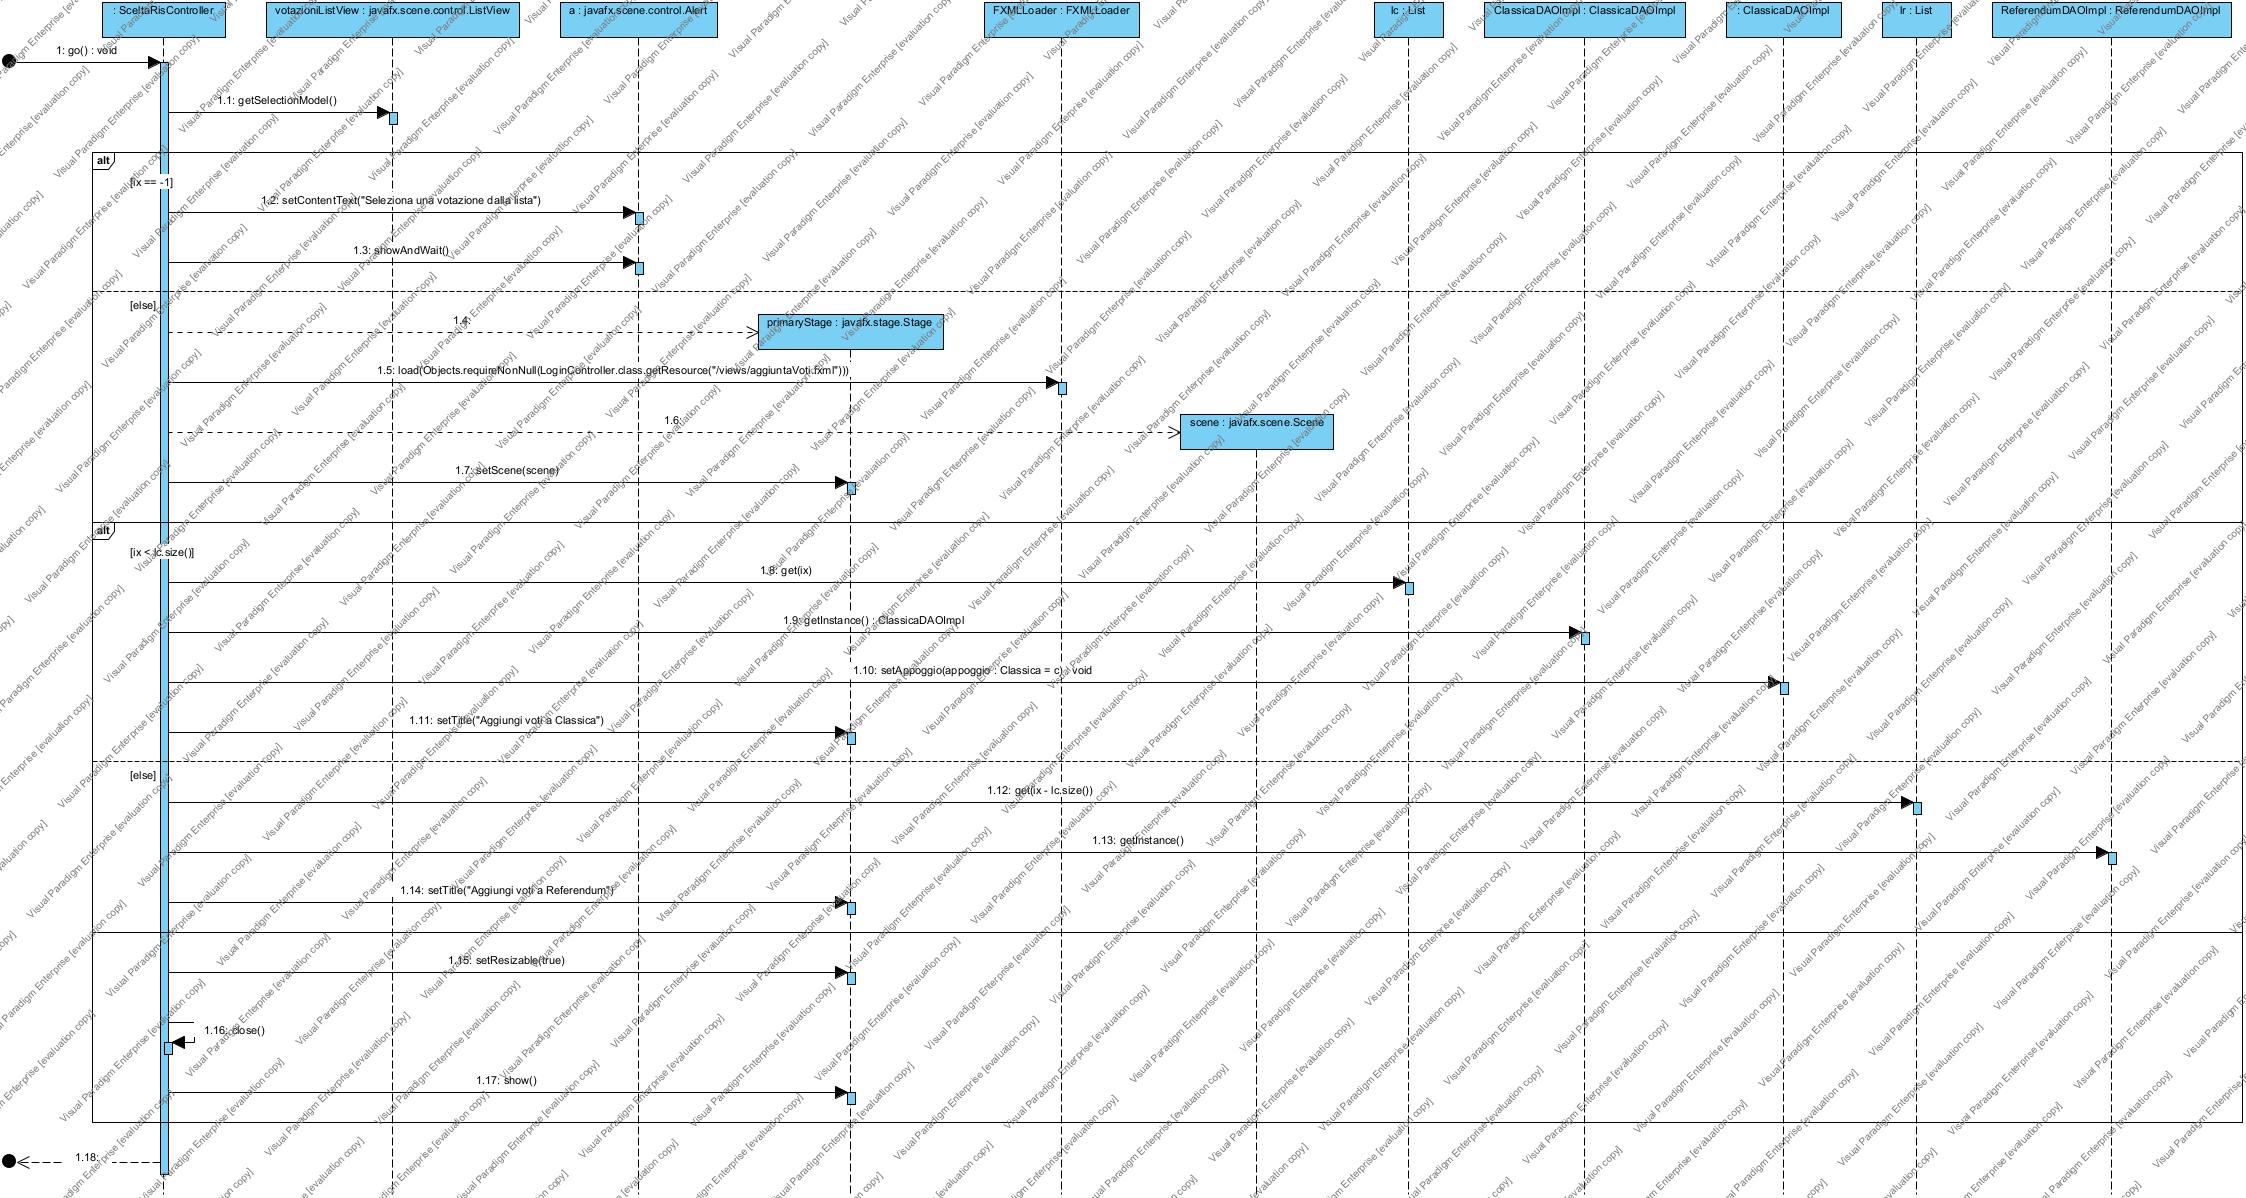 : SceltaRisController
votazioniListView : javafx.scene.control.ListView
a : javafx.scene.control.Alert
FXMLLoader : FXMLLoader
lc : List
ClassicaDAOImpl : ClassicaDAOImpl
: ClassicaDAOImpl
lr : List
ReferendumDAOImpl : ReferendumDAOImpl
1: go() : void
1.1: getSelectionModel()
alt
[ix == -1]
1.2: setContentText("Seleziona una votazione dalla lista")
1.3: showAndWait()
[else]
1.4:
primaryStage : javafx.stage.Stage
1.5: load(Objects.requireNonNull(LoginController.class.getResource("/views/aggiuntaVoti.fxml")))
1.6:
scene : javafx.scene.Scene
1.7: setScene(scene)
alt
[ix < lc.size()]
1.8: get(ix)
1.9: getInstance() : ClassicaDAOImpl
1.10: setAppoggio(appoggio : Classica = c) : void
1.11: setTitle("Aggiungi voti a Classica")
[else]
1.12: get(ix - lc.size())
1.13: getInstance()
1.14: setTitle("Aggiungi voti a Referendum")
1.15: setResizable(true)
1.16: close()
1.17: show()
1.18:
Visual Paradigm Enterprise [evaluation copy]